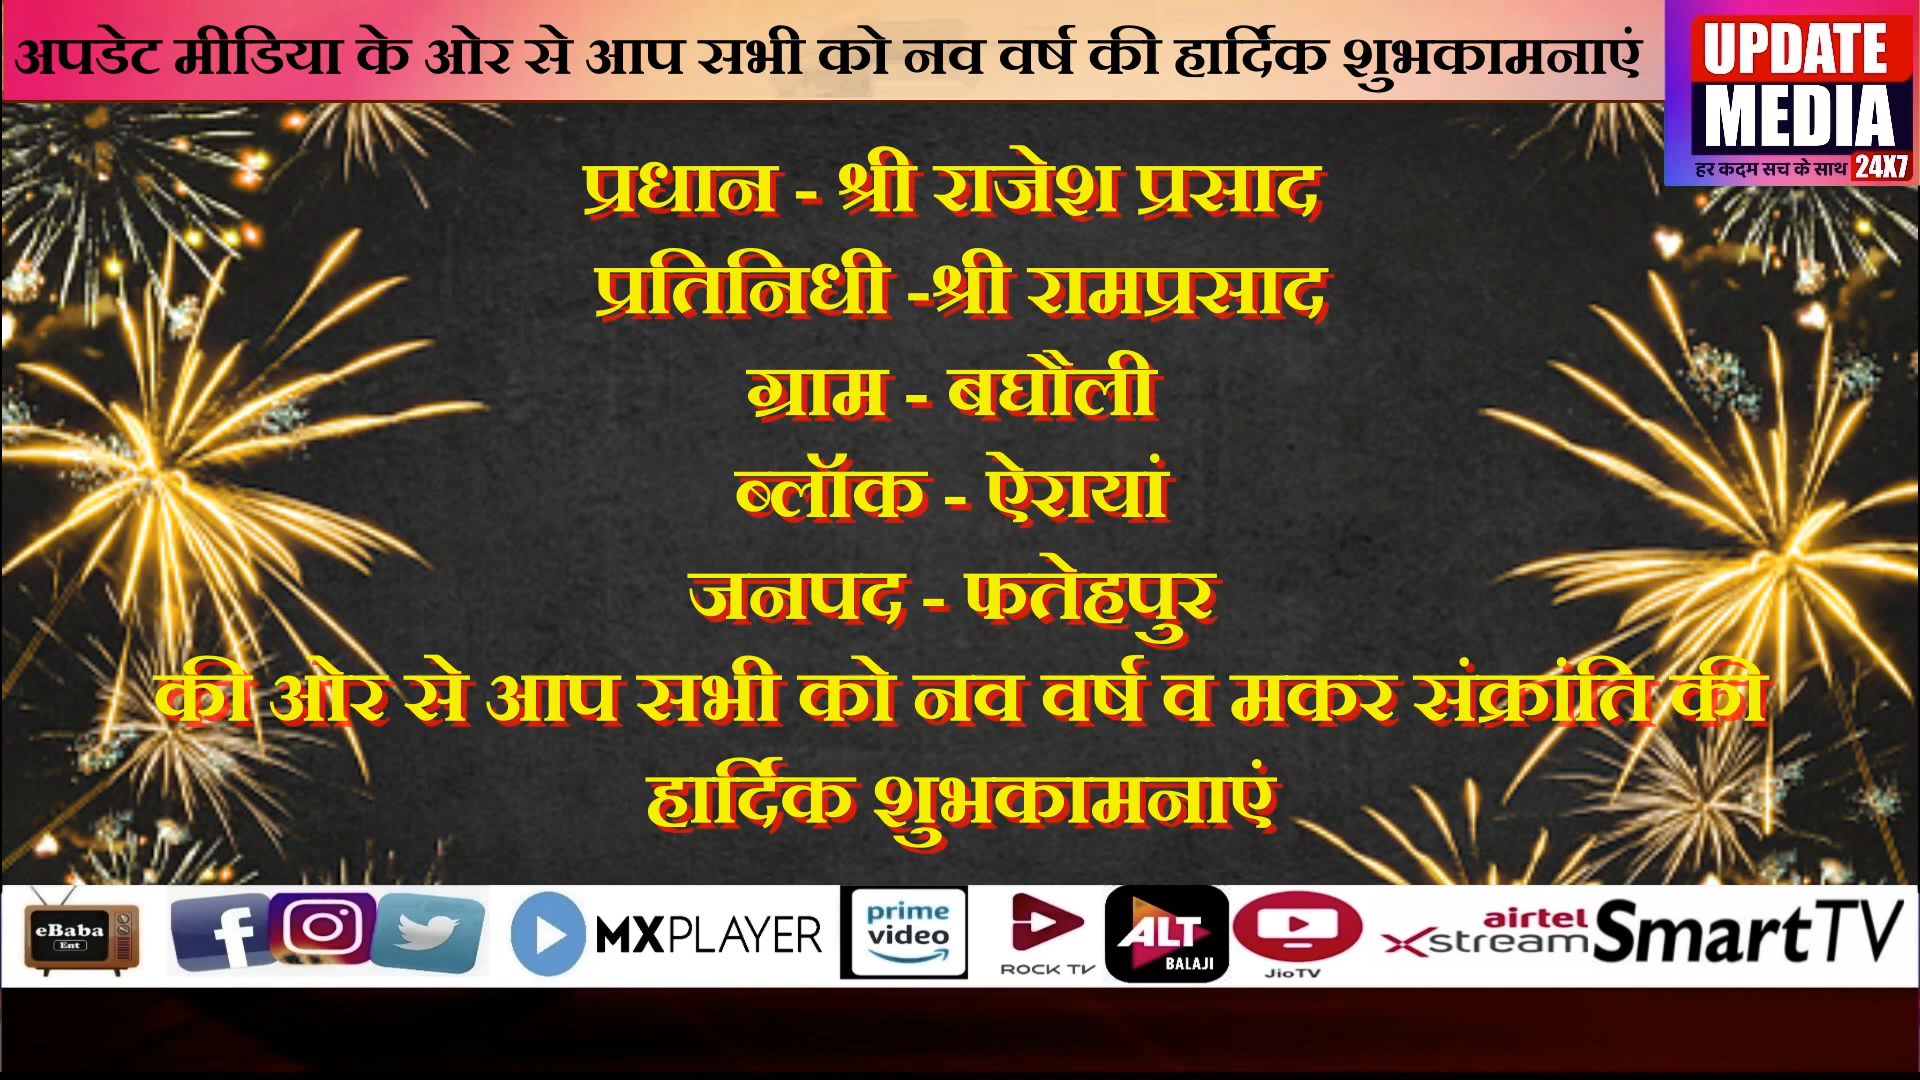 अपडेट मीडिया के ओर से आप सभी को नव वर्ष की हार्दिक शुभकामनाएं
UPDATE
MEDIA
हर कदम सच के साथ 24X7
प्रधान - श्री राजेश प्रसाद
प्रतिनिधी -श्री रामप्रसाद
ग्राम - बघौली
ब्लॉक - ऐरायां
जनपद - फतेहपुर
की ओर से आप सभी को नव वर्ष व मकर संक्रांति की
हार्दिक शुभकामनाएं
eBaba
Ent
f
MXPLAYER
prime
video
ROCK TV
ALT
BALAJI
JioTV
airtel
Xstream
SmartTV